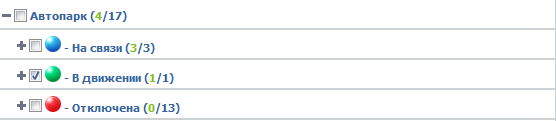 Автопарк (4/17)
- На связи (3/3)
- В движении (1/1)
- Отключена (0/13)